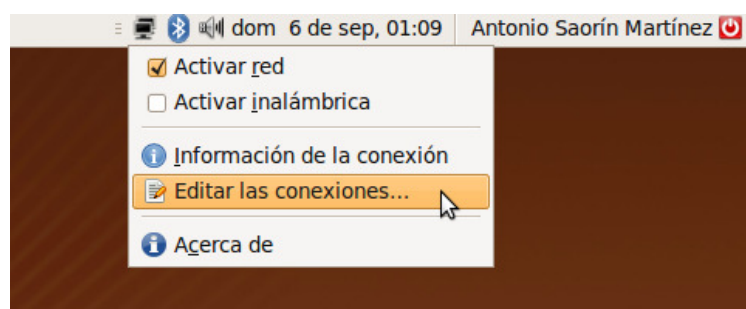 dom 6 de sep, 01:09 Antonio Saorín Martínez
Activar red
Activar inalámbrica
Información de la conexión
Editar las conexiones...
Acerca de